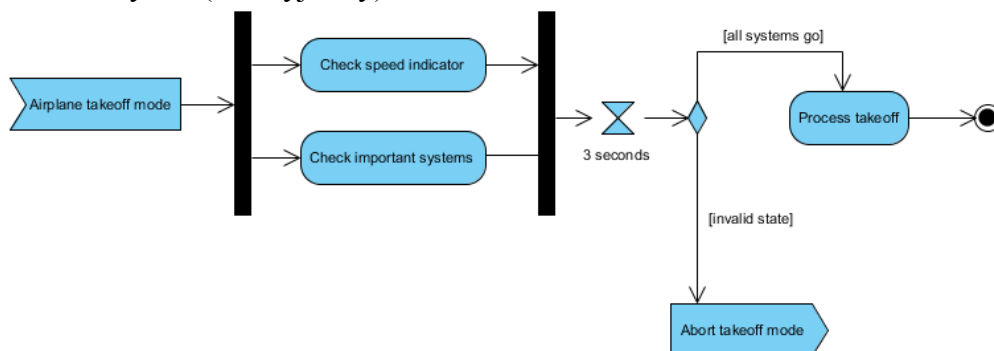 [all systems go]
Check speed indicator
Airplane takeoff mode
Process takeoff
Check important systems
3 seconds
[invalid state]
Abort takeoff mode